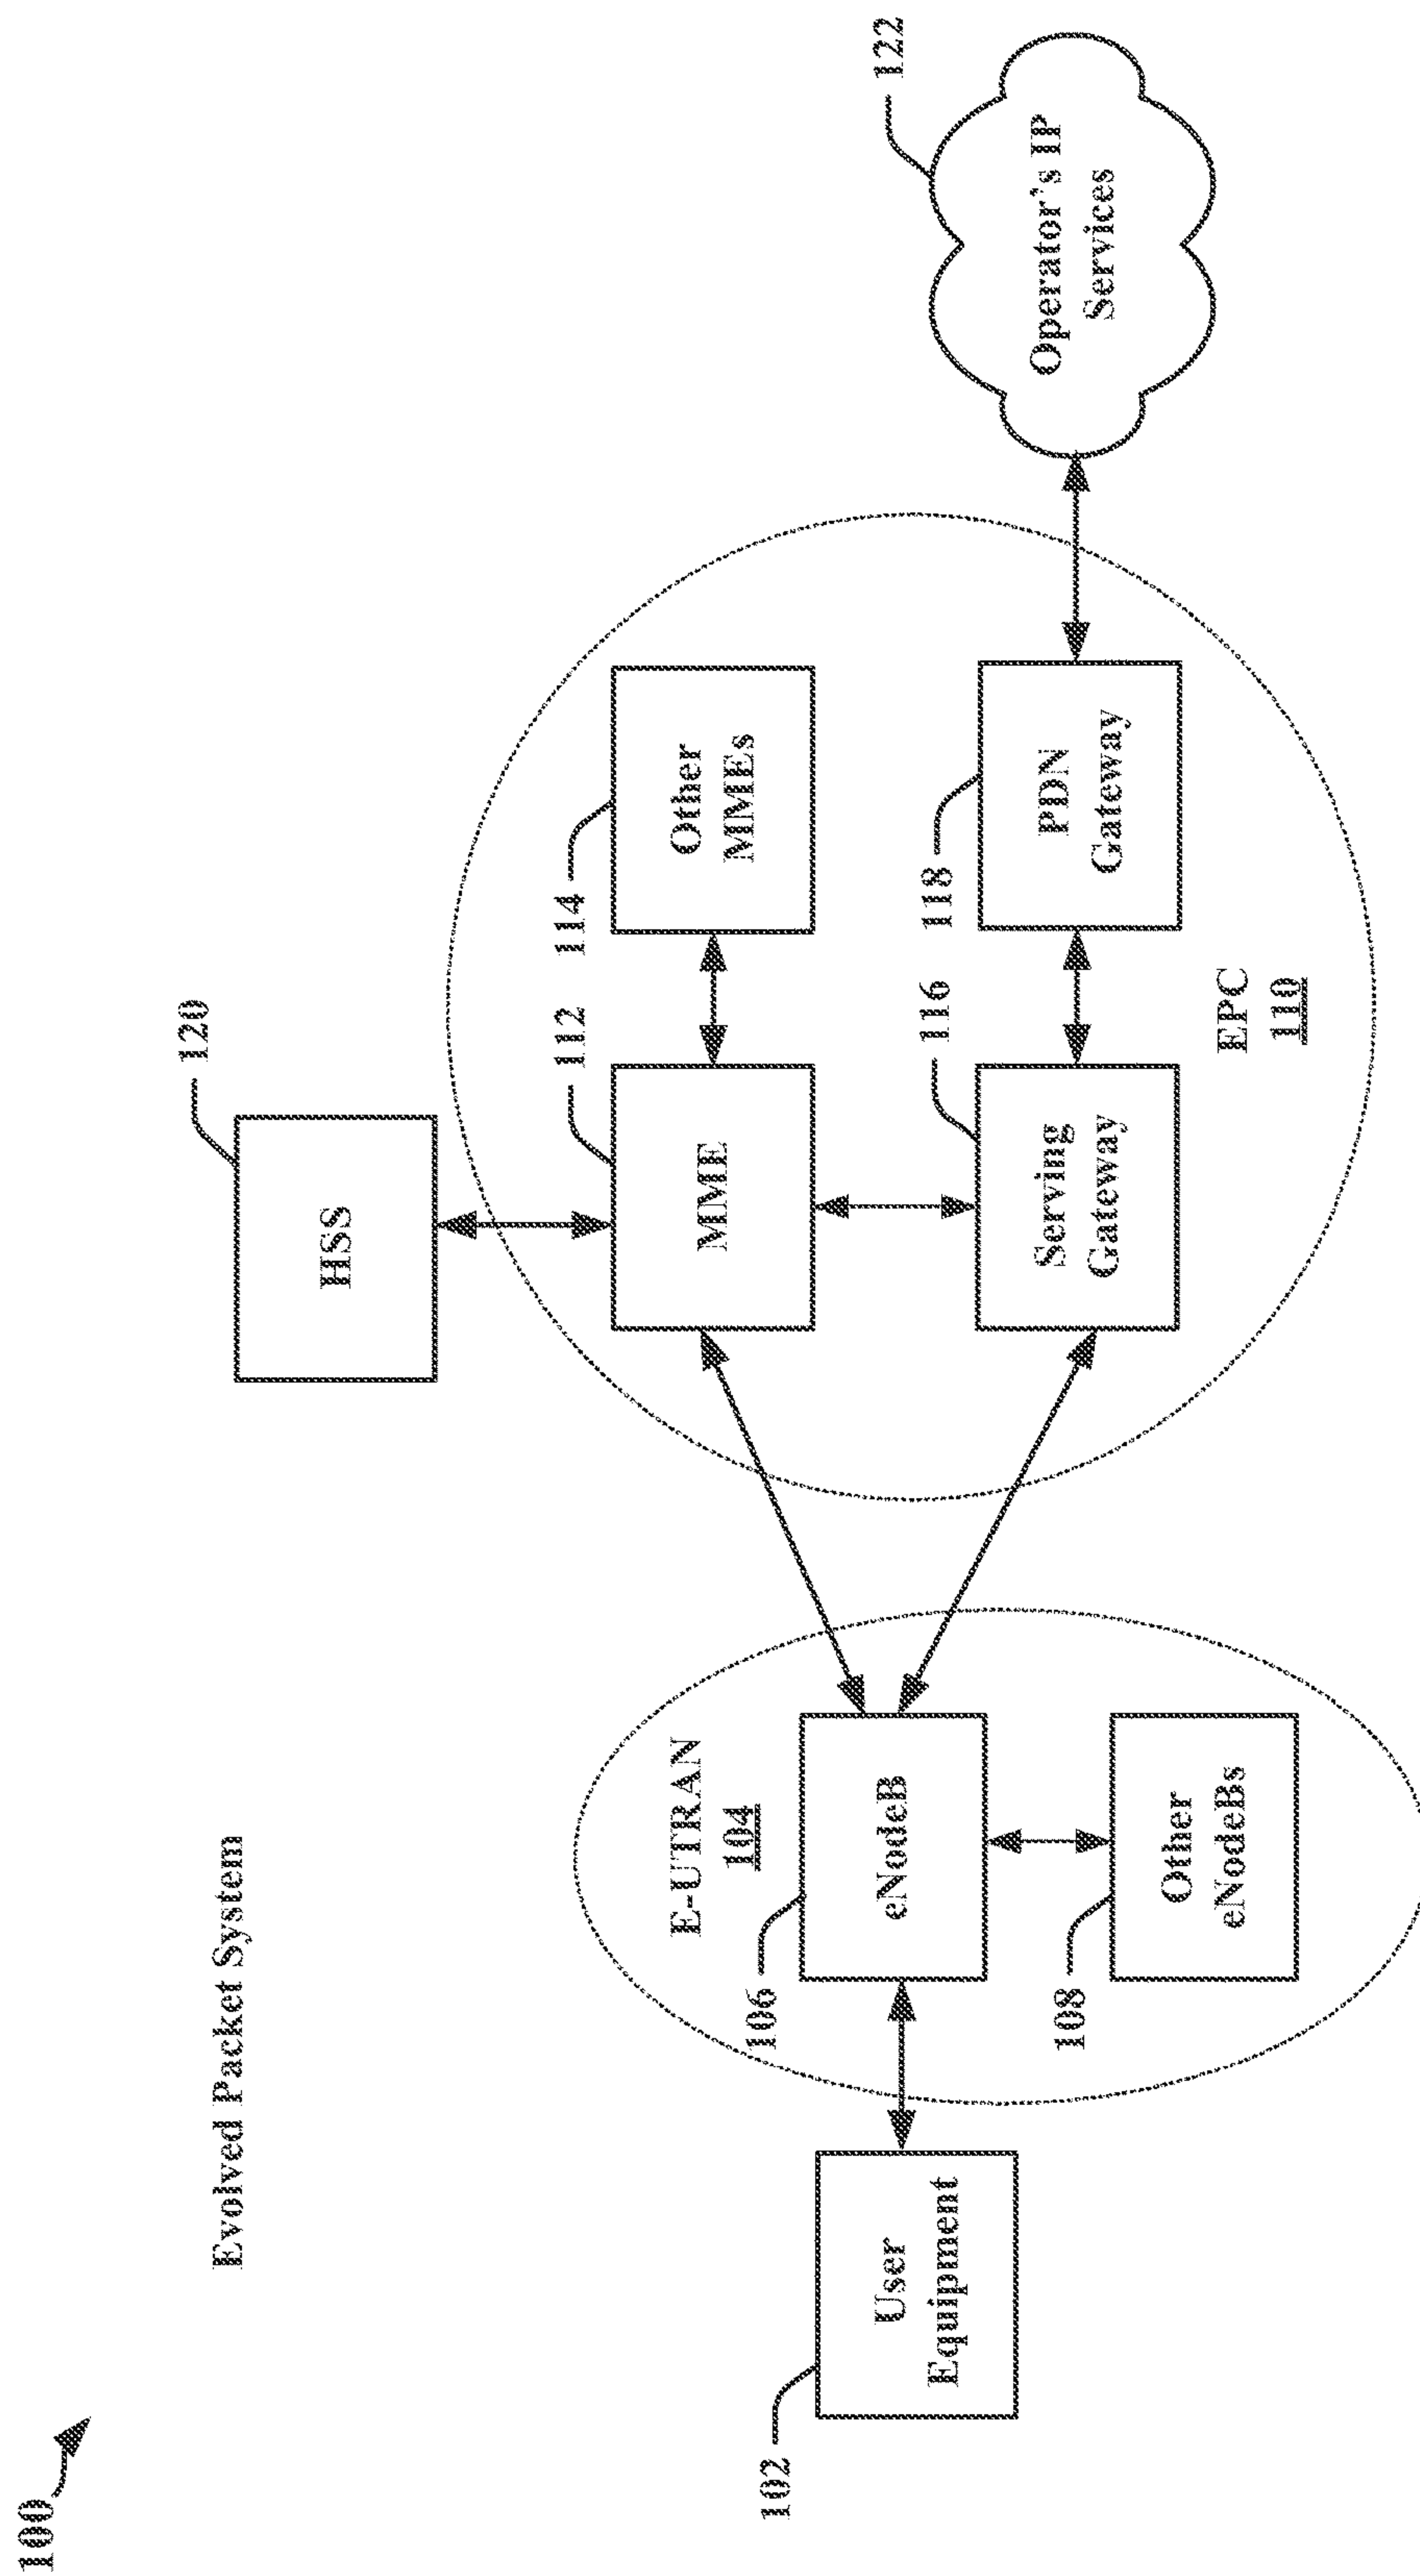 100
Evolved Packet System
HSS
120
E-UTRAN
104
MME
112
Other
MMEs
114
102
User
Equipment
106
eNodeB
108
Other
eNodeBs
Serving
Gateway
116
PDN
Gateway
118
EPC
110
Operator's IP
Services
122